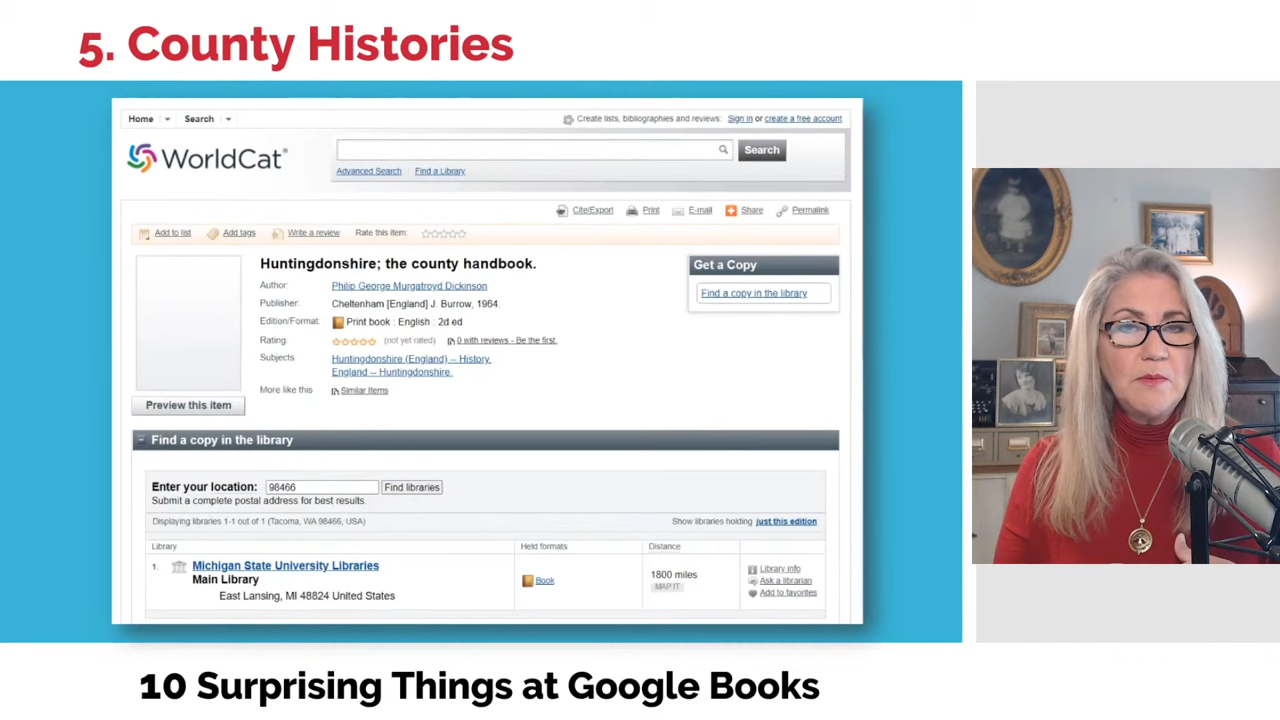 5. County Histories
Home Search Create lists, bibliographies and reviews: Sign in or create a free account
WorldCat® Search
Advanced Search Find a Library
Cite/Export Print E-mail Share Permalink
Add to list Add tags Write a review Rate this item:
Huntingdonshire; the county handbook.
Get a Copy
Find a copy in the library
Author: Philip George Murgatroyd Dickinson
Publisher: Cheltenham [England] J. Burrow, 1964.
Edition/Format: Print book : English : 2d ed
Rating: (not yet rated) 0 with reviews - Be the first.
Subjects Huntingdonshire (England) -- History.
England -- Huntingdonshire.
More like this Similar Items
Preview this item
Find a copy in the library
Enter your location: 98466 Find libraries
Submit a complete postal address for best results.
Displaying libraries 1-1 out of 1 (Tacoma, WA 98466, USA) Show libraries holding just this edition
Library Held formats Distance
1. Michigan State University Libraries
Main Library
East Lansing, MI 48824 United States
Book
1800 miles
MAP IT
Library info
Ask a librarian
Add to favorites
10 Surprising Things at Google Books